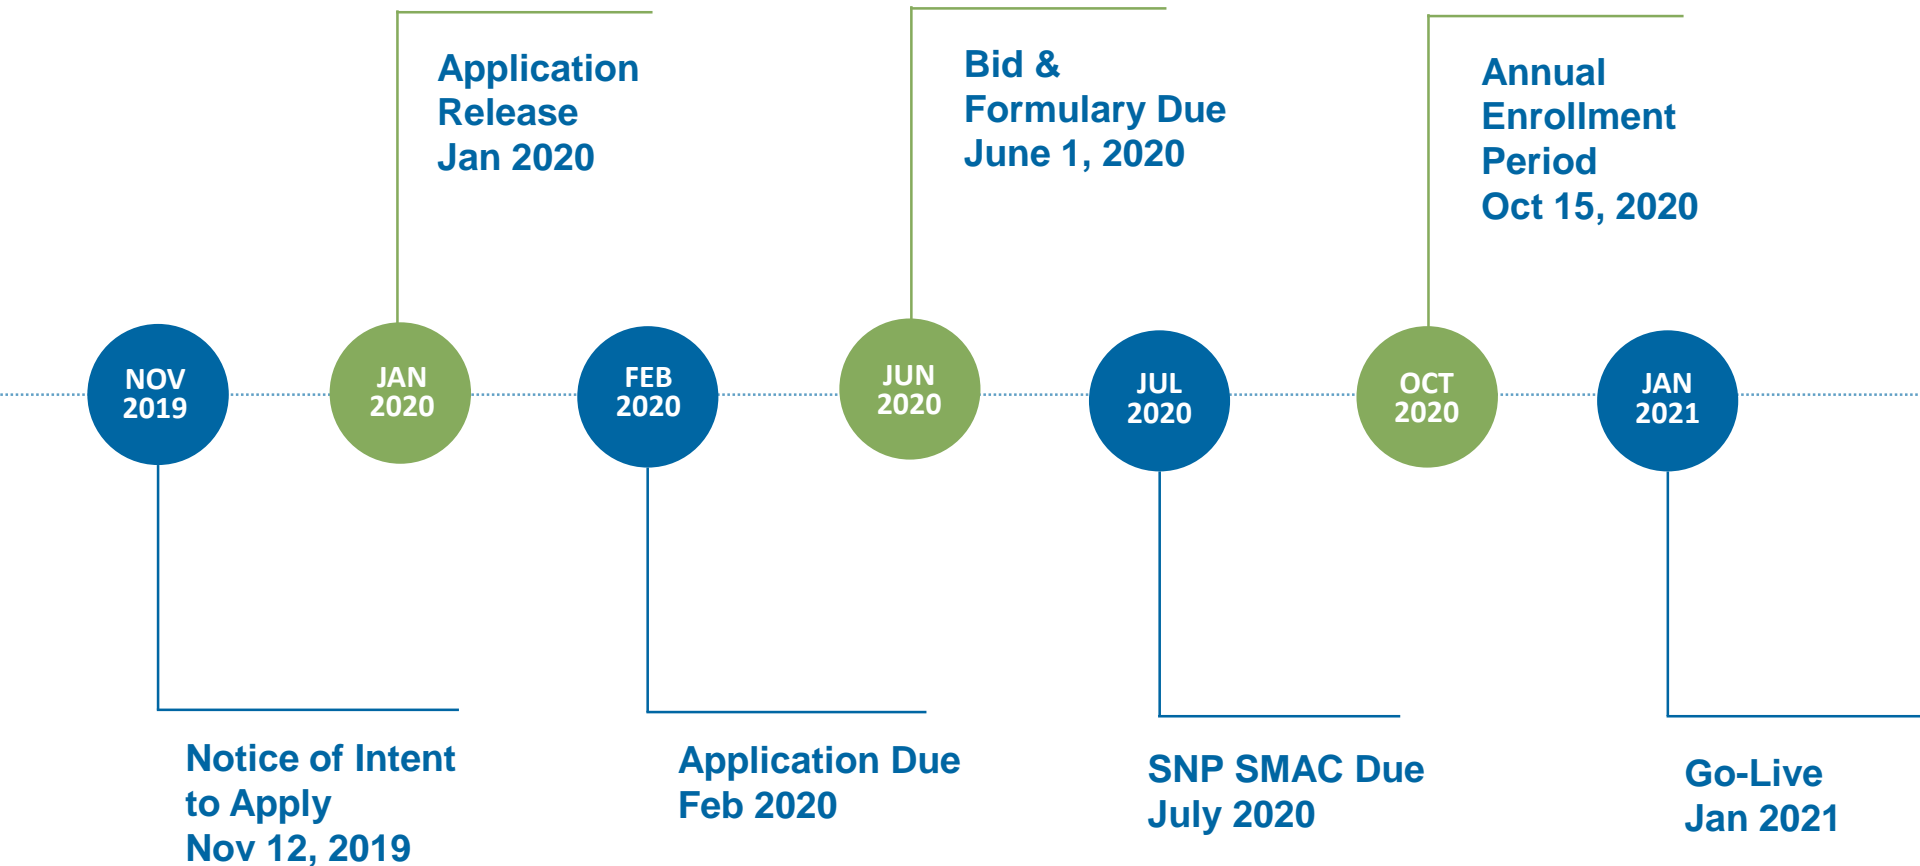 Application
Release
Jan 2020
Bid &
Formulary Due
June 1, 2020
Annual
Enrollment
Period
Oct 15, 2020
NOV
2019
JAN
2020
FEB
2020
JUN
2020
JUL
2020
OCT
2020
JAN
2021
Notice of Intent
to Apply
Nov 12, 2019
Application Due
Feb 2020
SNP SMAC Due
July 2020
Go-Live
Jan 2021